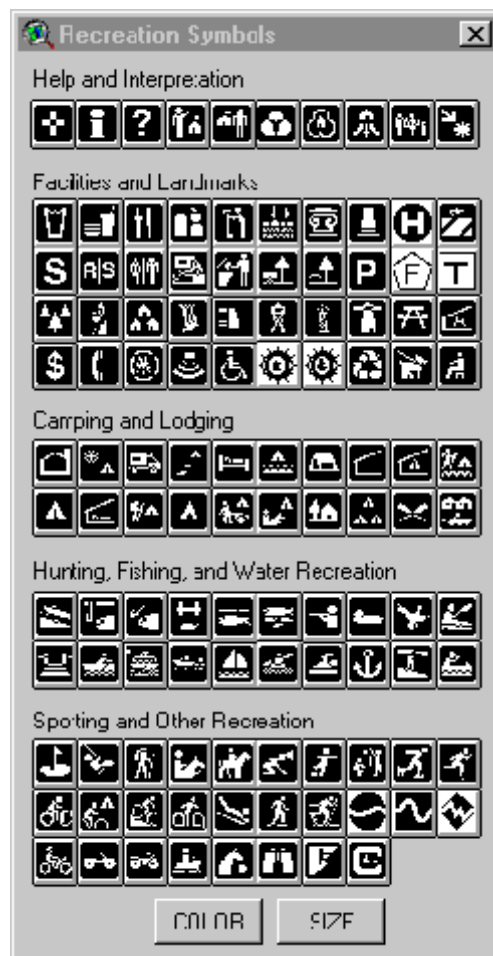 Recreation Symbols
Help and Interpretation
?
Facilities and Landmarks
H
S R|S P F T
$
Camping and Lodging
Hunting, Fishing, and Water Recreation
Spoting and Other Recreation
COLOR SIZE